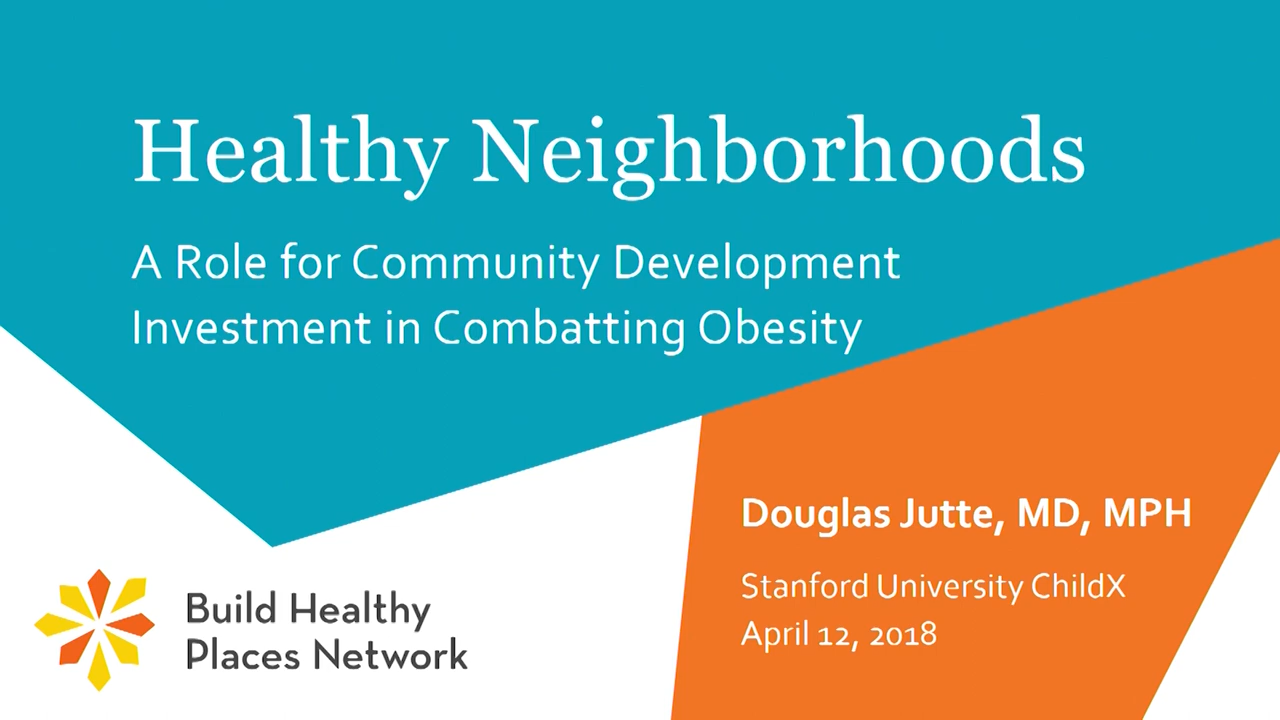 Healthy Neighborhoods
A Role for Community Development
Investment in Combatting Obesity
Douglas Jutte, MD, MPH
Stanford University ChildX
April 12, 2018
Build Healthy
Places Network